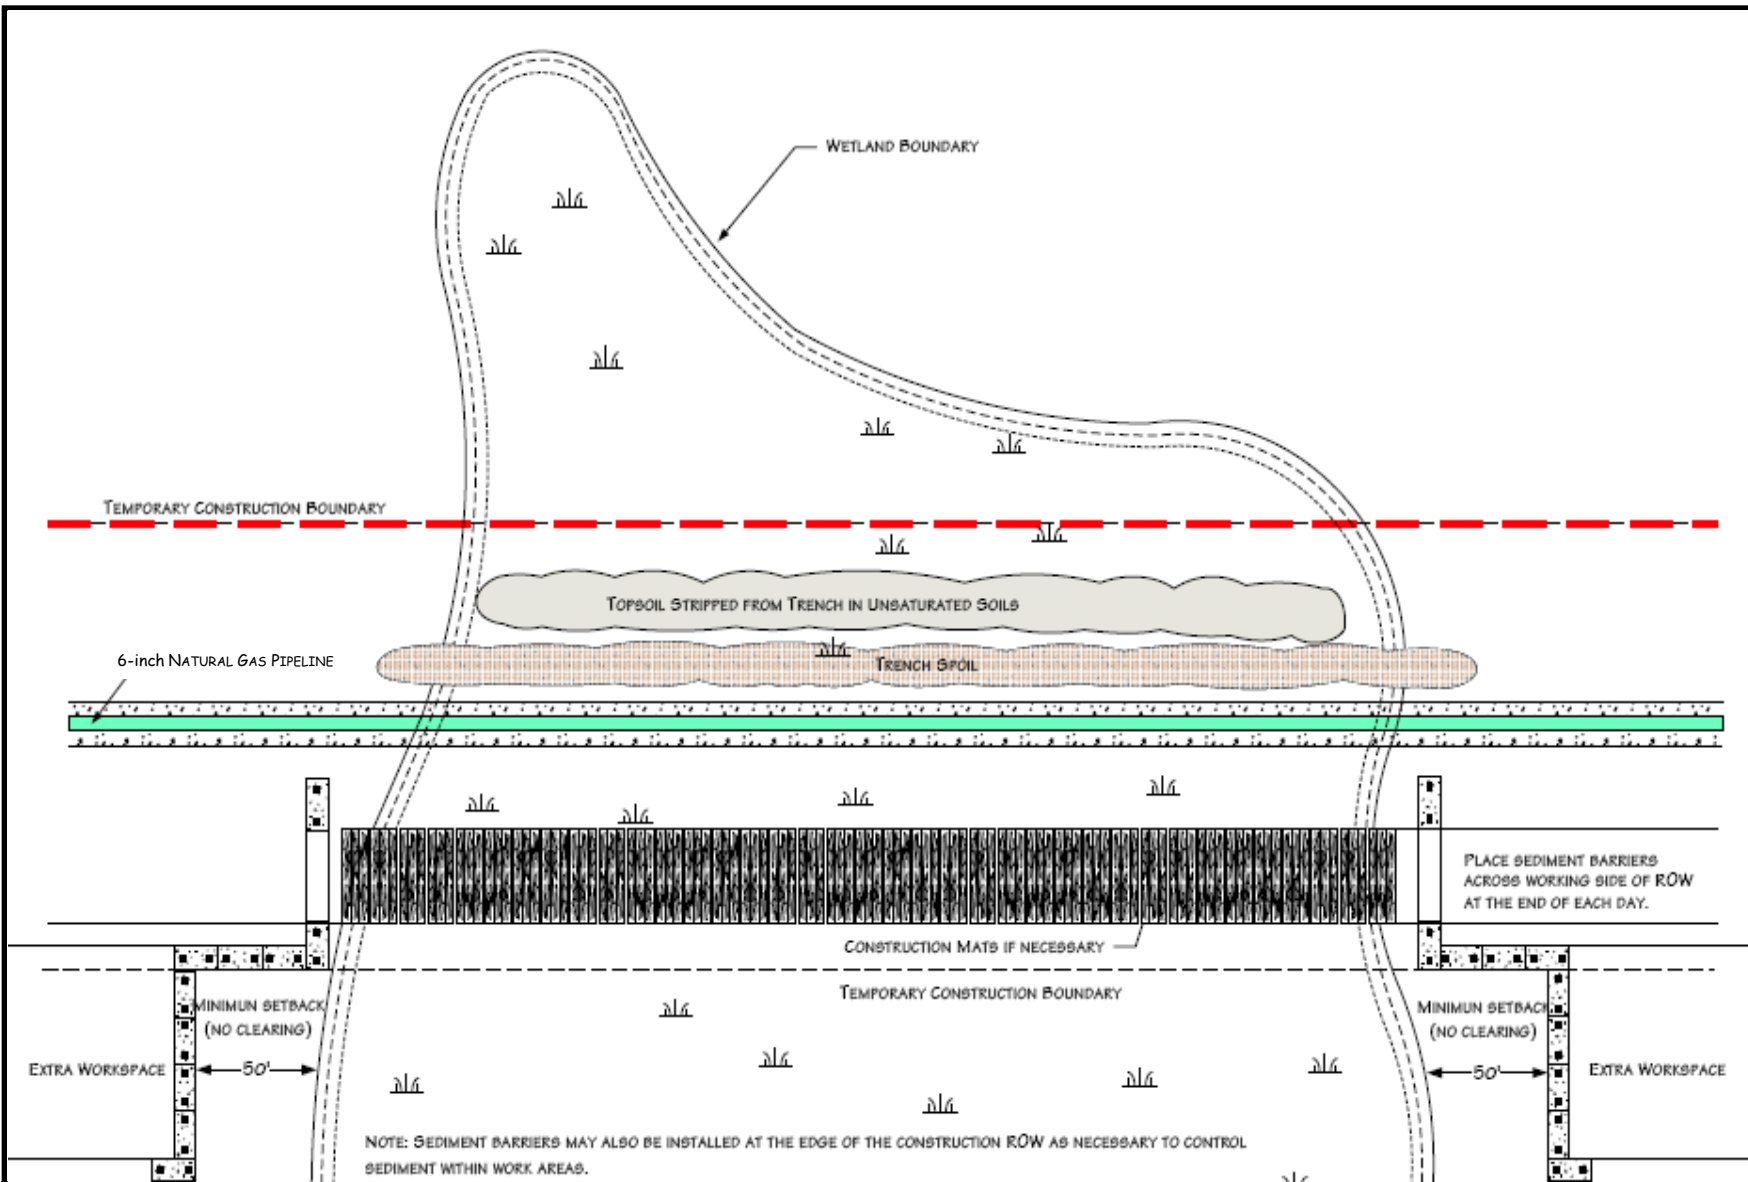 Wetland Boundary
Temporary Construction Boundary
Topsoil Stripped from Trench in Unsaturated Soils
6-inch Natural Gas Pipeline
Trench Spoil
Place sediment barriers
across working side of ROW
at the end of each day.
Construction Mats if necessary
Temporary Construction Boundary
Minimun setback
(no clearing)
50'
Extra Workspace
Minimun setback
(no clearing)
50'
Extra Workspace
Note: Sediment barriers may also be installed at the edge of the construction ROW as necessary to control
sediment within work areas.